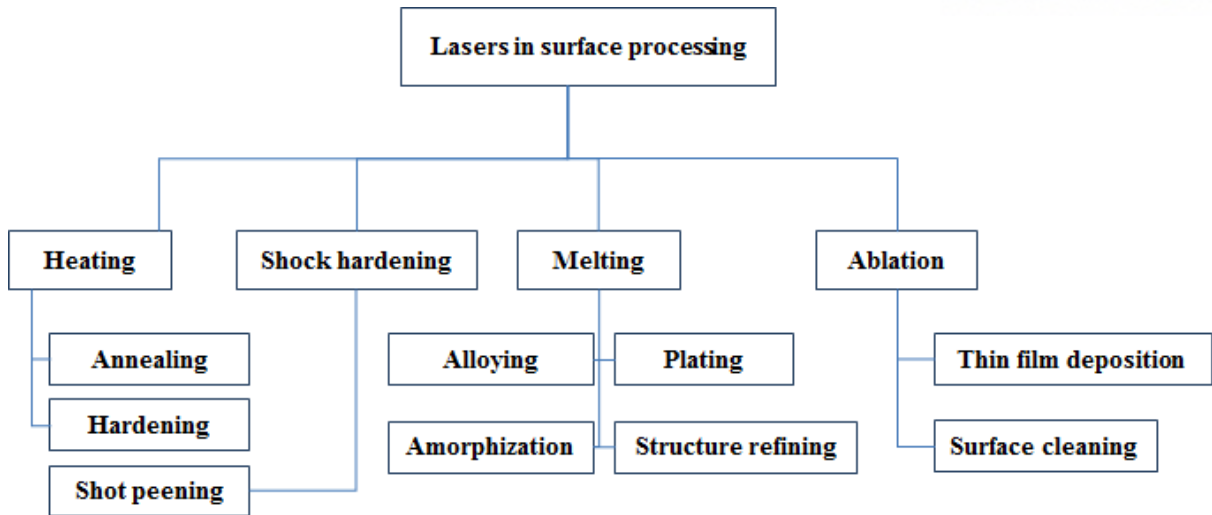 Lasers in surface processing
Heating
Shock hardening
Melting
Ablation
Annealing
Alloying
Plating
Thin film deposition
Hardening
Amorphization
Structure refining
Surface cleaning
Shot peening